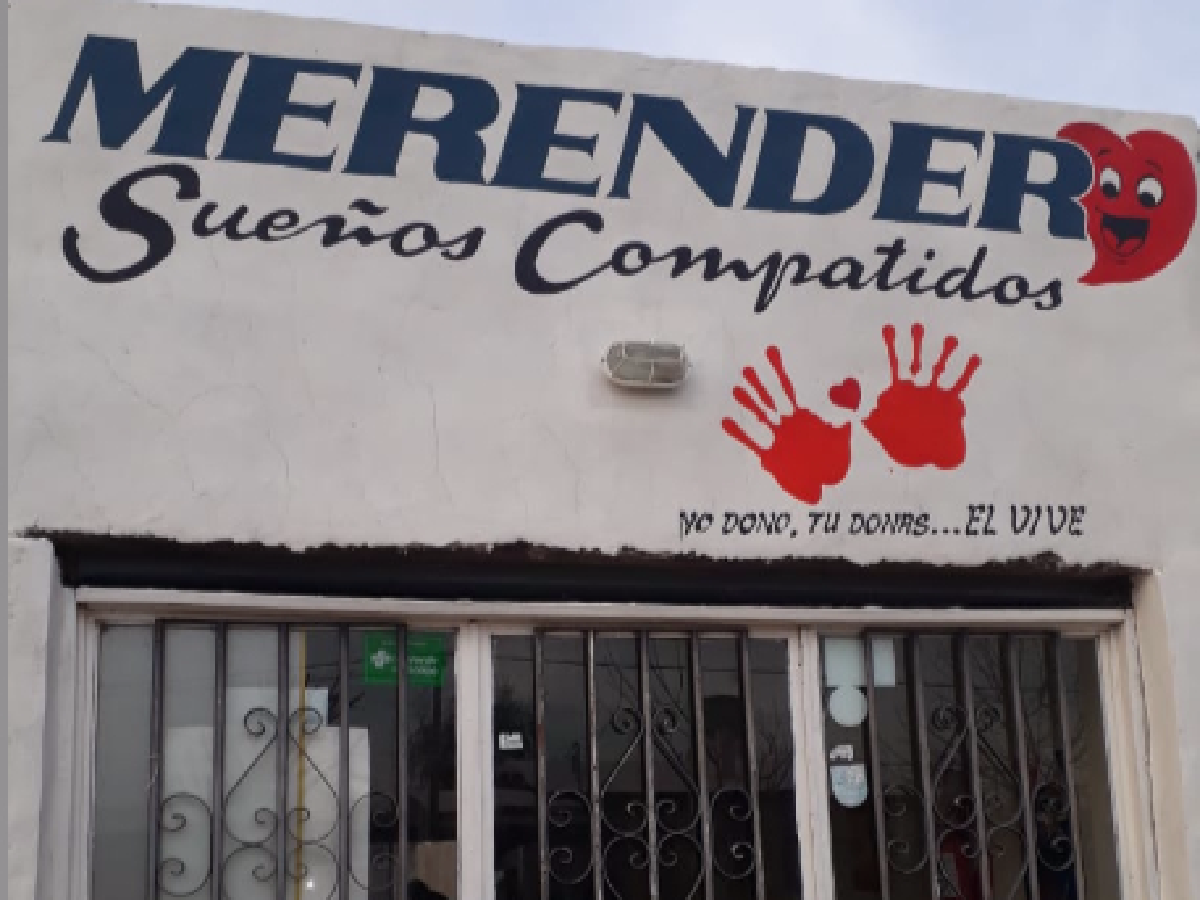 MERENDER
Sueños Compatidos
YO DONO, TU DONAS...EL VIVE